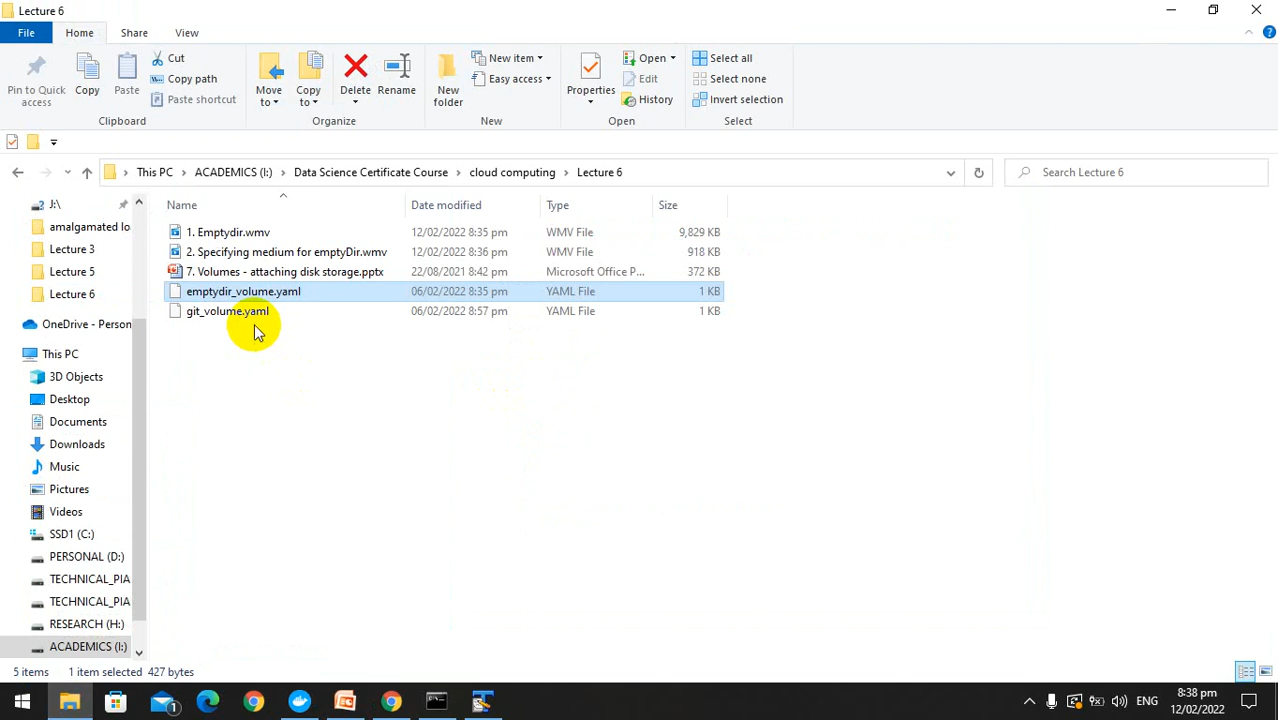 Lecture 6
File
Home
Share
View
Pin to Quick access
Copy
Paste
Cut
Copy path
Paste shortcut
Clipboard
Move to
Copy to
Delete
Rename
Organize
New folder
New item
Easy access
New
Properties
Open
Edit
History
Open
Select all
Select none
Invert selection
Select
This PC > ACADEMICS (I:) > Data Science Certificate Course > cloud computing > Lecture 6
Search Lecture 6
Name Date modified Type Size
1. Emptydir.wmv 12/02/2022 8:35 pm WMV File 9,829 KB
2. Specifying medium for emptyDir.wmv 12/02/2022 8:36 pm WMV File 918 KB
7. Volumes - attaching disk storage.pptx 22/08/2021 8:42 pm Microsoft Office P... 372 KB
emptydir_volume.yaml 06/02/2022 8:35 pm YAML File 1 KB
git_volume.yaml 06/02/2022 8:57 pm YAML File 1 KB
J:\
amalgamated lo
Lecture 3
Lecture 5
Lecture 6
OneDrive - Person
This PC
3D Objects
Desktop
Documents
Downloads
Music
Pictures
Videos
SSD1 (C:)
PERSONAL (D:)
TECHNICAL_PIA
TECHNICAL_PIA
RESEARCH (H:)
ACADEMICS (I:)
5 items 1 item selected 427 bytes
1
ENG
8:38 pm
12/02/2022